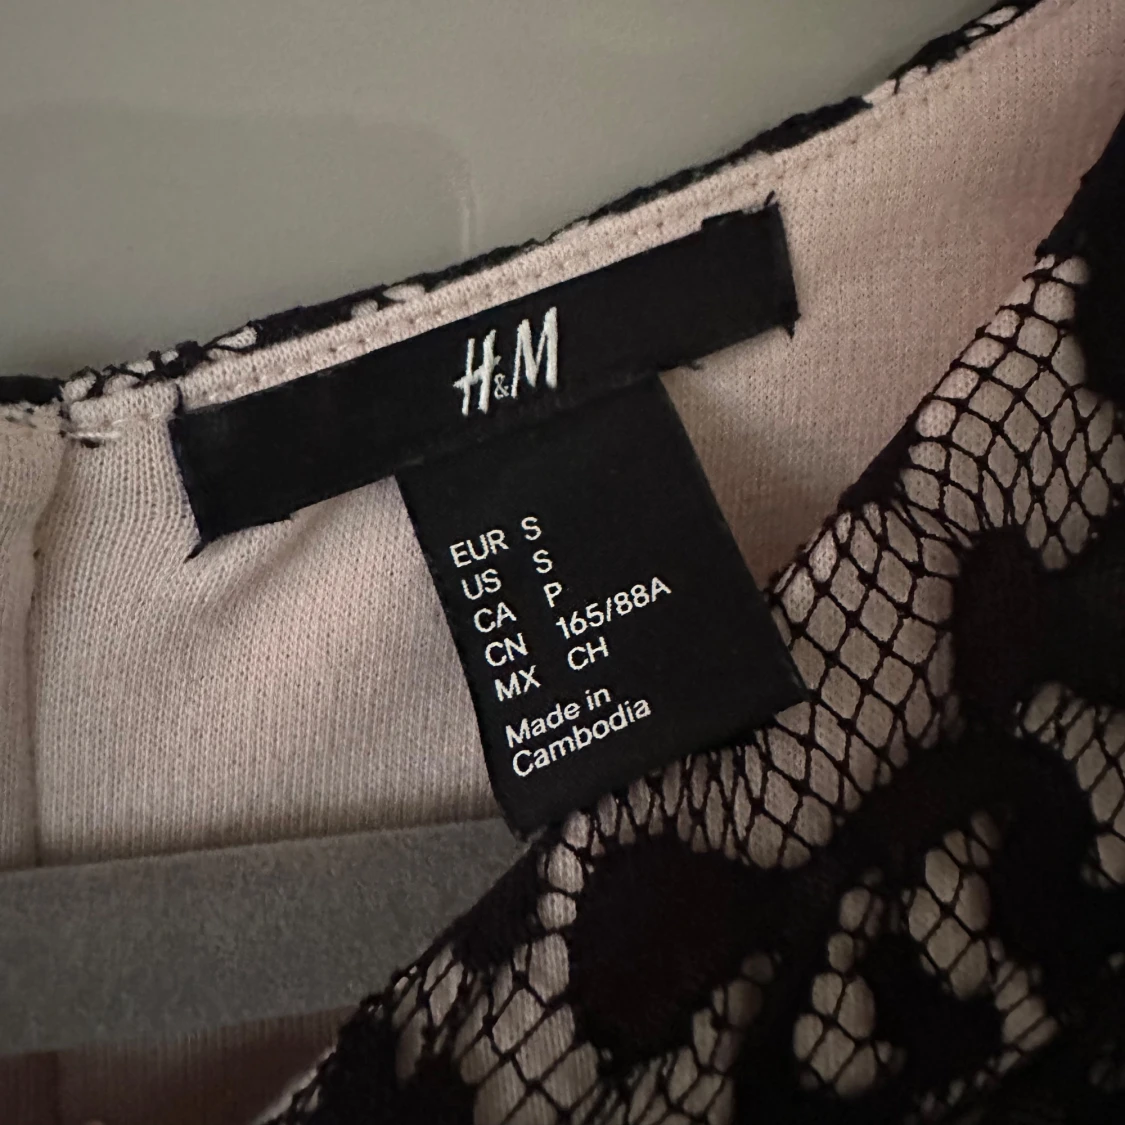 H&M
EUR S
US S
CA P
CN 165/88A
MX CH
Made in
Cambodia